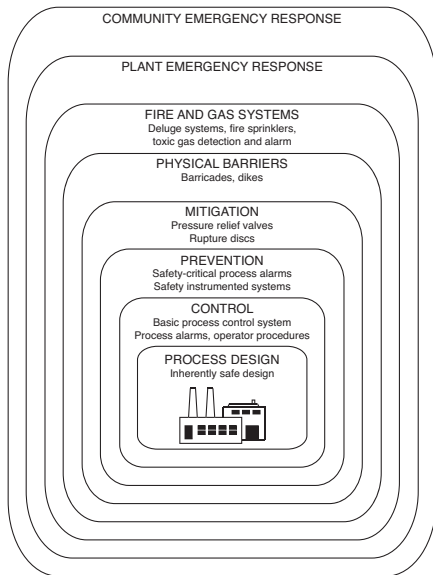 COMMUNITY EMERGENCY RESPONSE
PLANT EMERGENCY RESPONSE
FIRE AND GAS SYSTEMS
Deluge systems, fire sprinklers,
toxic gas detection and alarm
PHYSICAL BARRIERS
Barricades, dikes
MITIGATION
Pressure relief valves
Rupture discs
PREVENTION
Safety-critical process alarms
Safety instrumented systems
CONTROL
Basic process control system
Process alarms, operator procedures
PROCESS DESIGN
Inherently safe design